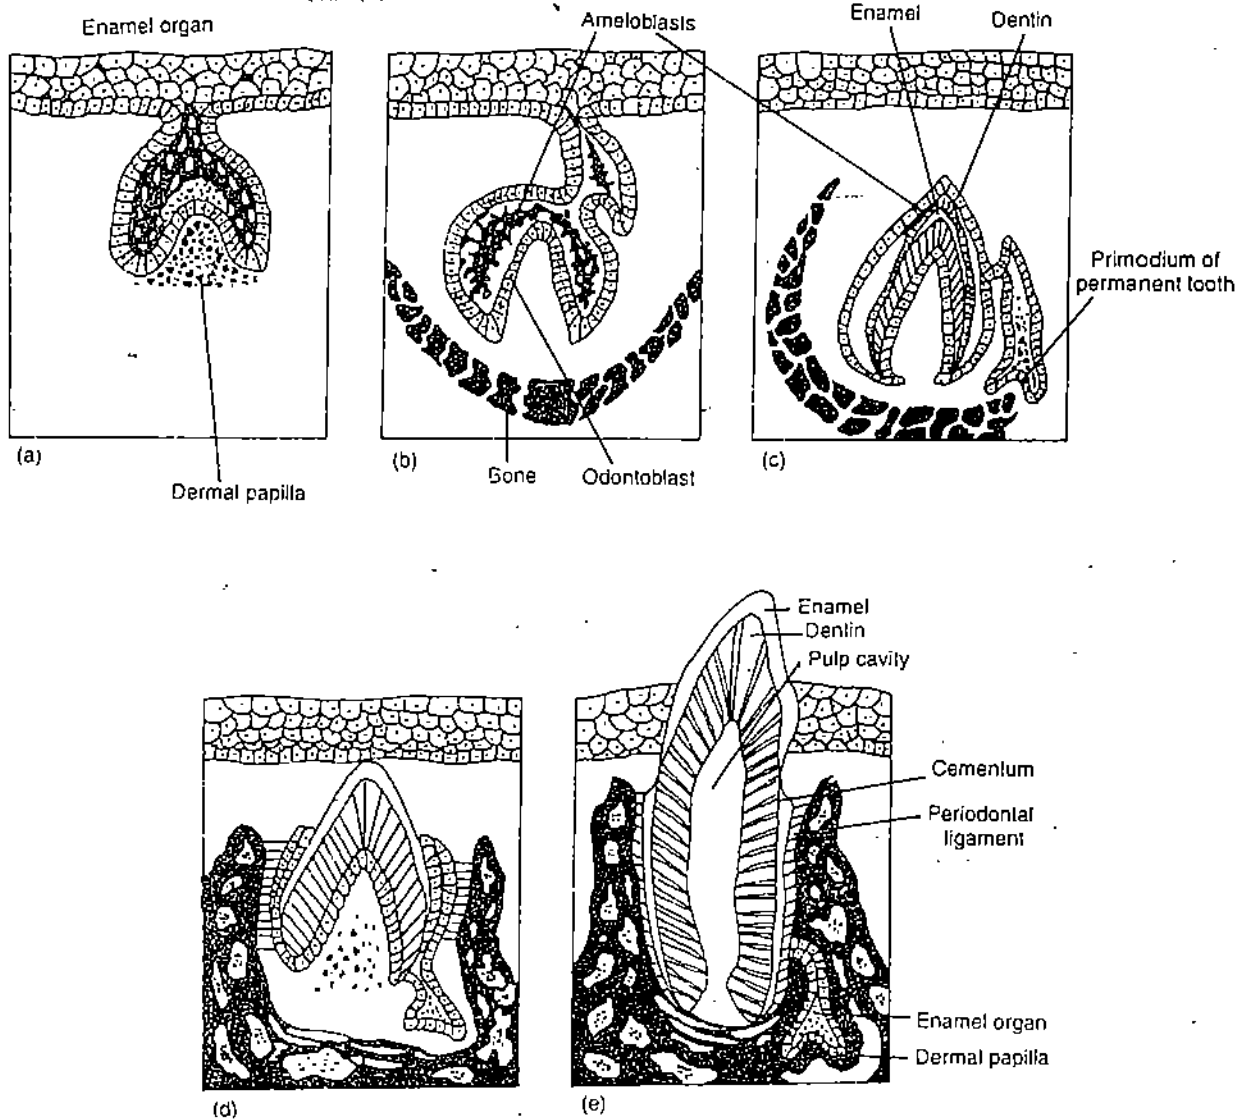 Enamel organ
Ameloblasis
Enamel
Dentin
Primodium of
permanent tooth
(a)
(b)
(c)
Bone
Odontoblast
Dermal papilla
Enamel
Dentin
Pulp cavity
Cementum
Periodontal
ligament
Enamel organ
Dermal papilla
(d)
(e)